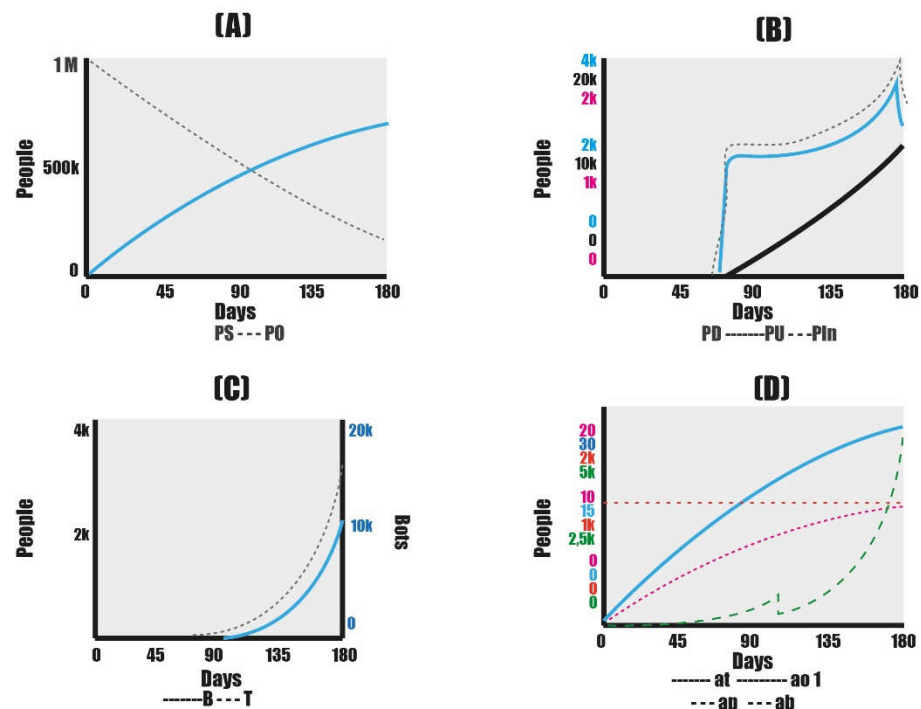 (A)
1M
500k
0
People
0 45 90 135 180
Days
PS ---- PO
(B)
4k
20k
2k
2k
10k
1k
0
0
0
People
0 45 90 135 180
Days
PD -------PU ---PIn
(C)
4k
2k
People
20k
10k
0
Bots
0 45 90 135 180
Days
-------B --- T
(D)
20
30
2k
5k
10
15
1k
2,5k
0
0
0
0
People
0 45 90 135 180
Days
------- at --------- ao 1
--- ap --- ab